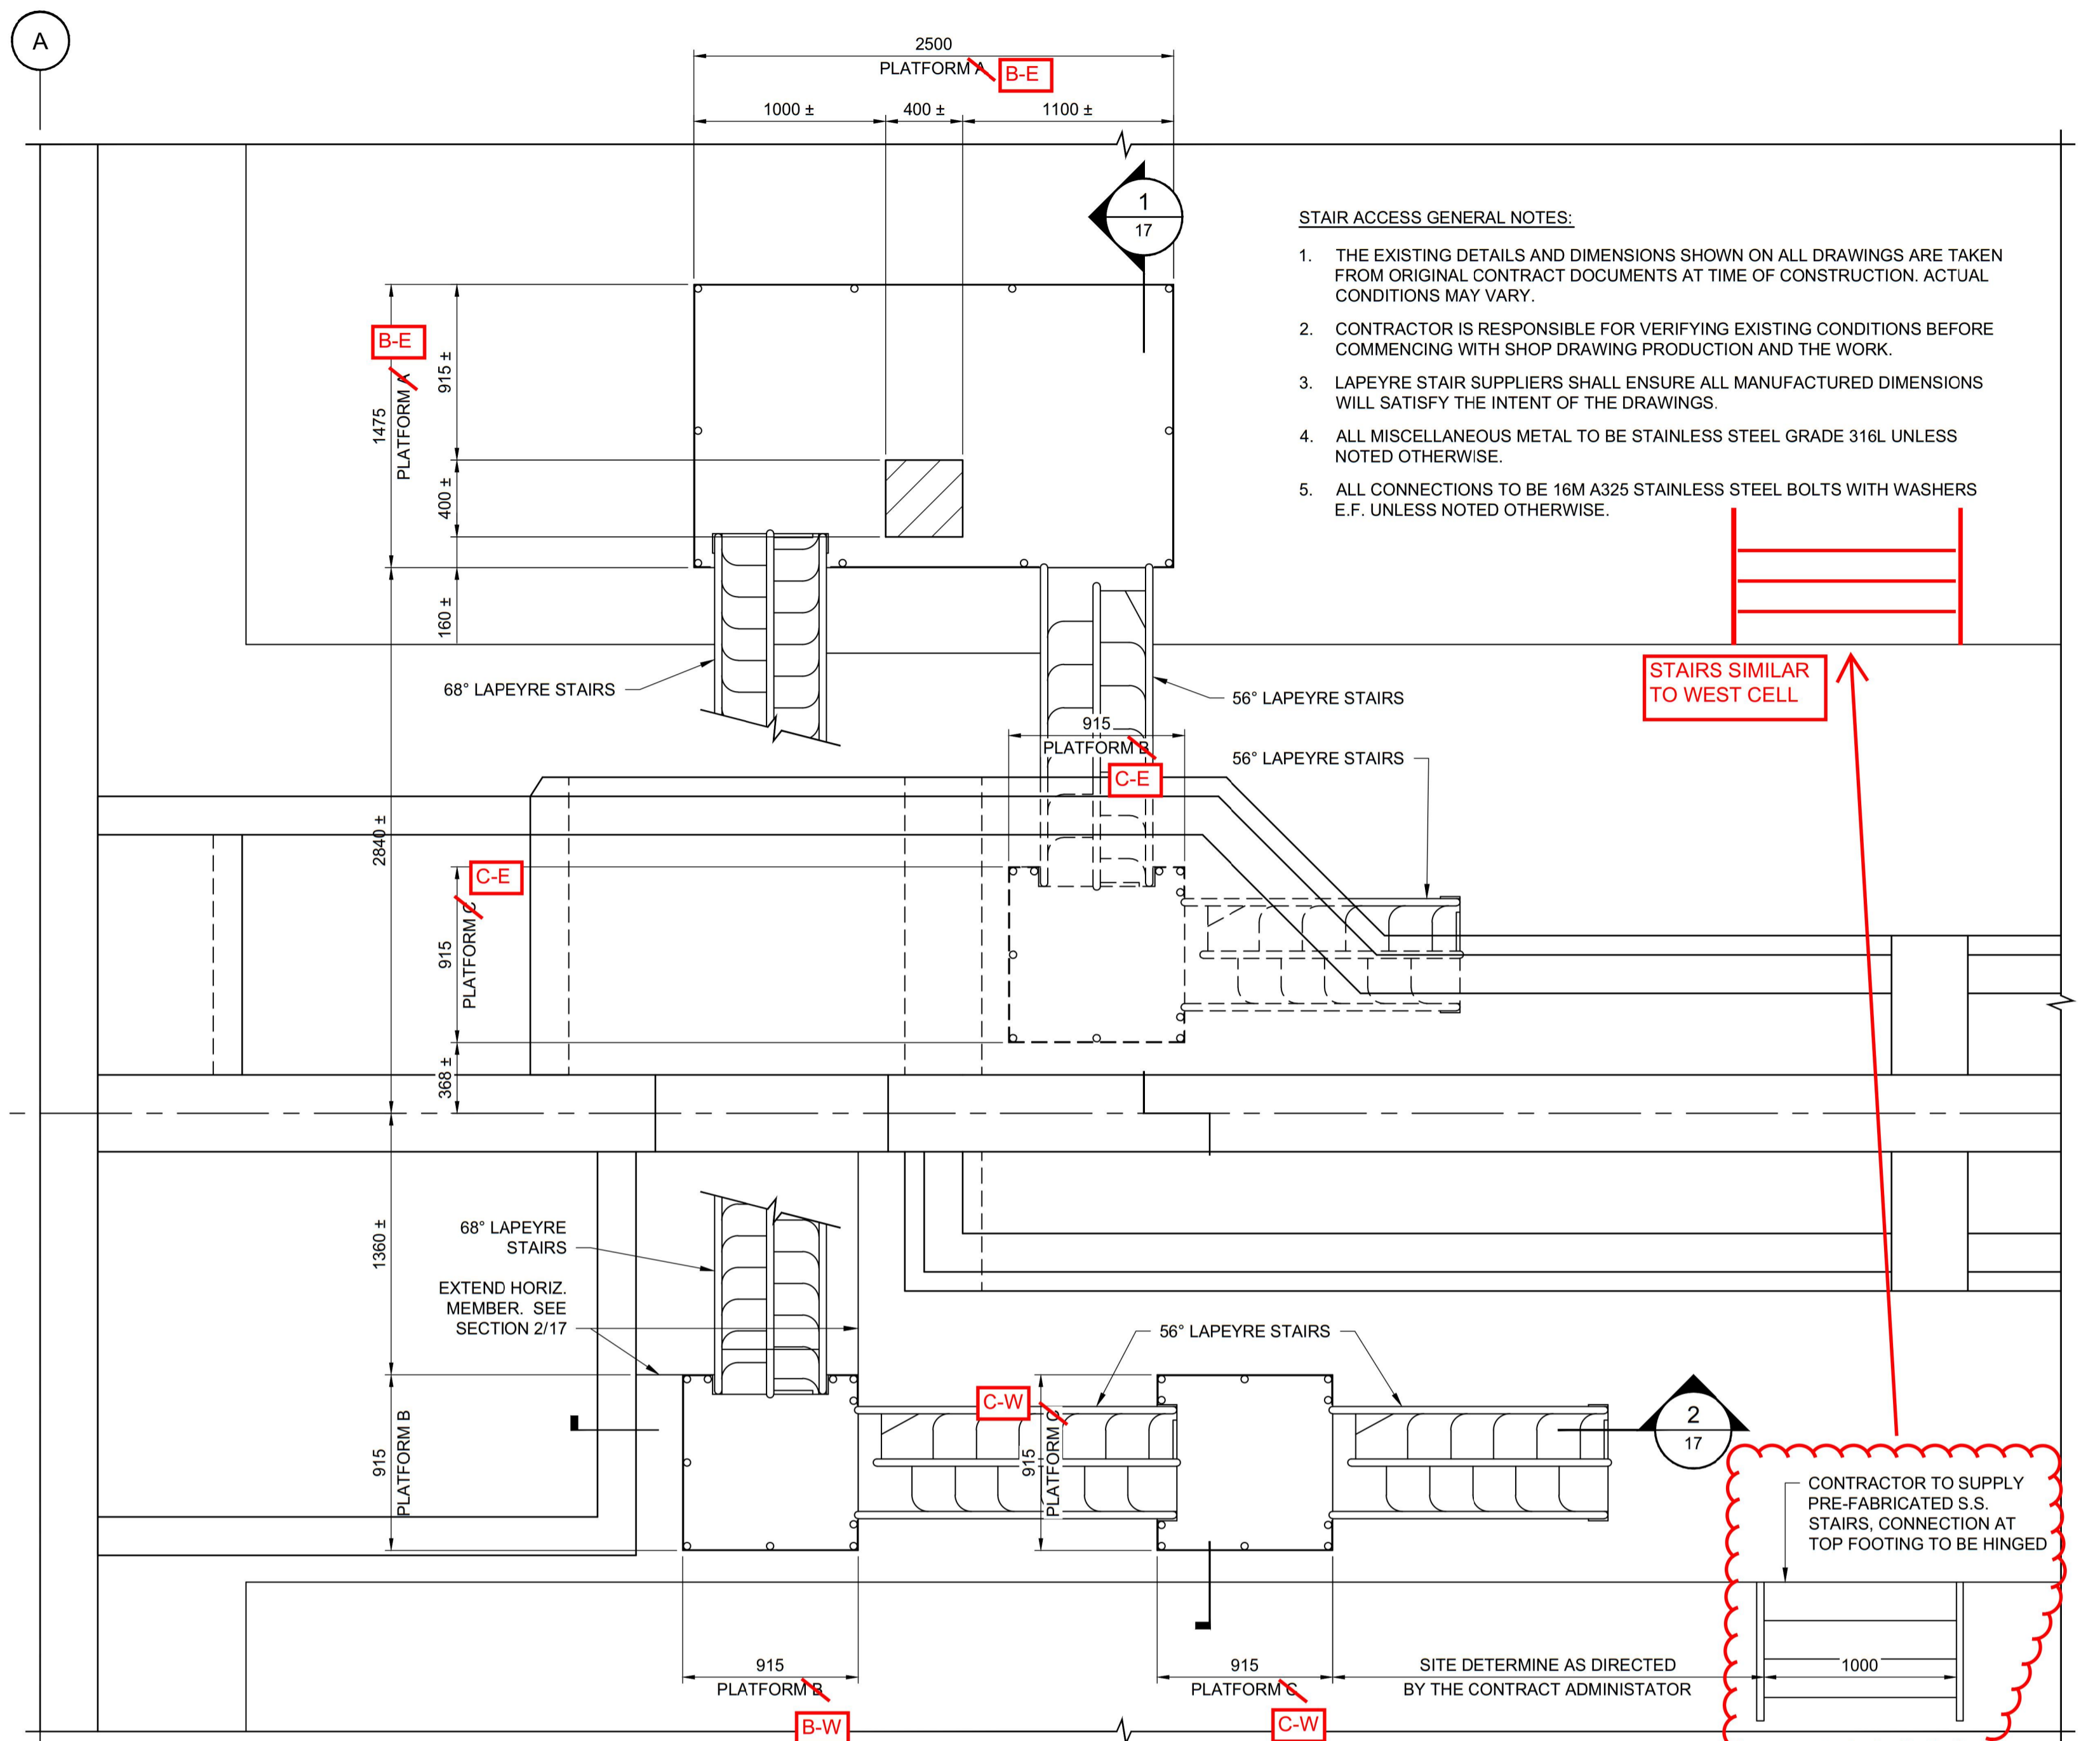 A
2500
PLATFORM A
B-E
1000 ±
400 ±
1100 ±
1
17
STAIR ACCESS GENERAL NOTES:
1. THE EXISTING DETAILS AND DIMENSIONS SHOWN ON ALL DRAWINGS ARE TAKEN
FROM ORIGINAL CONTRACT DOCUMENTS AT TIME OF CONSTRUCTION. ACTUAL
CONDITIONS MAY VARY.
2. CONTRACTOR IS RESPONSIBLE FOR VERIFYING EXISTING CONDITIONS BEFORE
COMMENCING WITH SHOP DRAWING PRODUCTION AND THE WORK.
3. LAPEYRE STAIR SUPPLIERS SHALL ENSURE ALL MANUFACTURED DIMENSIONS
WILL SATISFY THE INTENT OF THE DRAWINGS.
4. ALL MISCELLANEOUS METAL TO BE STAINLESS STEEL GRADE 316L UNLESS
NOTED OTHERWISE.
5. ALL CONNECTIONS TO BE 16M A325 STAINLESS STEEL BOLTS WITH WASHERS
E.F. UNLESS NOTED OTHERWISE.
B-E
1475
PLATFORM A
915 ±
400 ±
160 ±
68° LAPEYRE STAIRS
56° LAPEYRE STAIRS
STAIRS SIMILAR
TO WEST CELL
915
PLATFORM B
C-E
56° LAPEYRE STAIRS
2840 ±
C-E
915
PLATFORM C
368 ±
1360 ±
68° LAPEYRE
STAIRS
EXTEND HORIZ.
MEMBER. SEE
SECTION 2/17
56° LAPEYRE STAIRS
915
PLATFORM B
C-W
915
PLATFORM C
2
17
CONTRACTOR TO SUPPLY
PRE-FABRICATED S.S.
STAIRS, CONNECTION AT
TOP FOOTING TO BE HINGED
915
PLATFORM B
B-W
915
PLATFORM C
C-W
SITE DETERMINE AS DIRECTED
BY THE CONTRACT ADMINISTATOR
1000